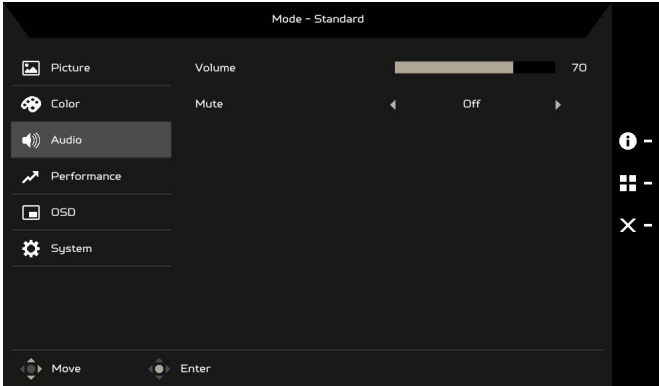 Mode - Standard
Picture
Volume 70
Color
Mute Off
Audio
Performance
OSD
System
Move Enter